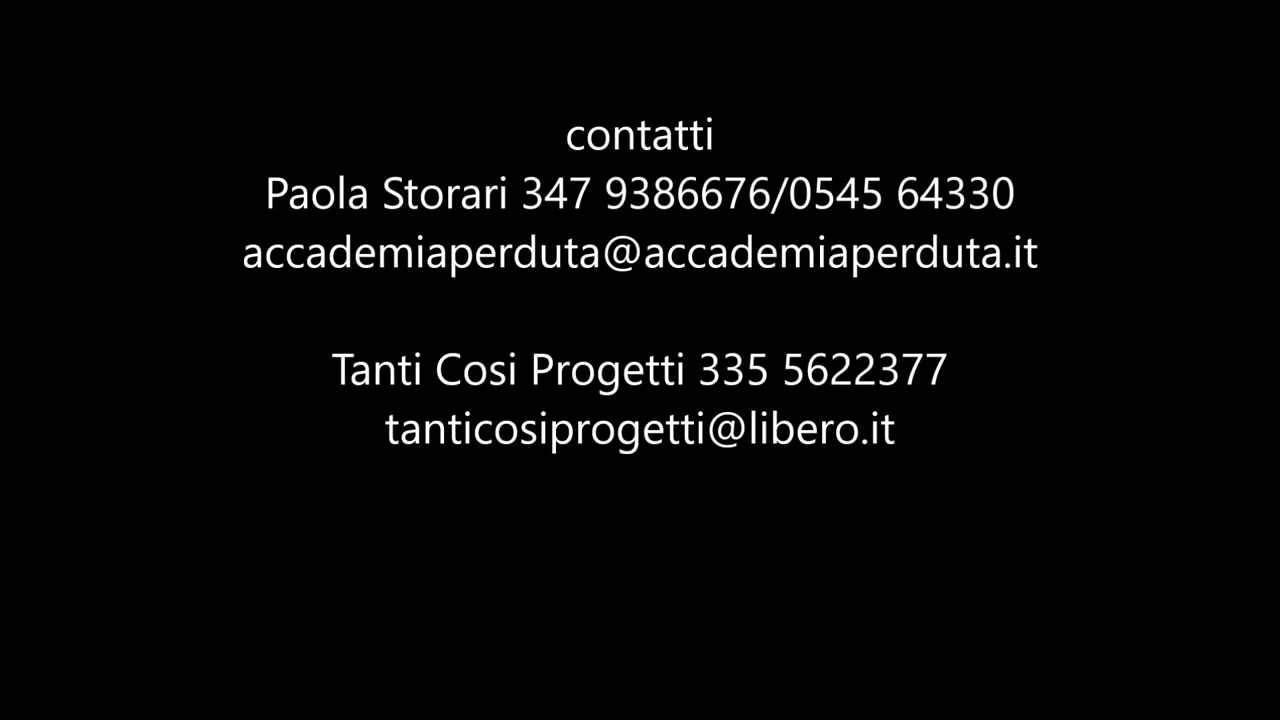 contatti
Paola Storari 347 9386676/0545 64330
accademiaperduta@accademiaperduta.it
Tanti Cosi Progetti 335 5622377
tanticosiprogetti@libero.it